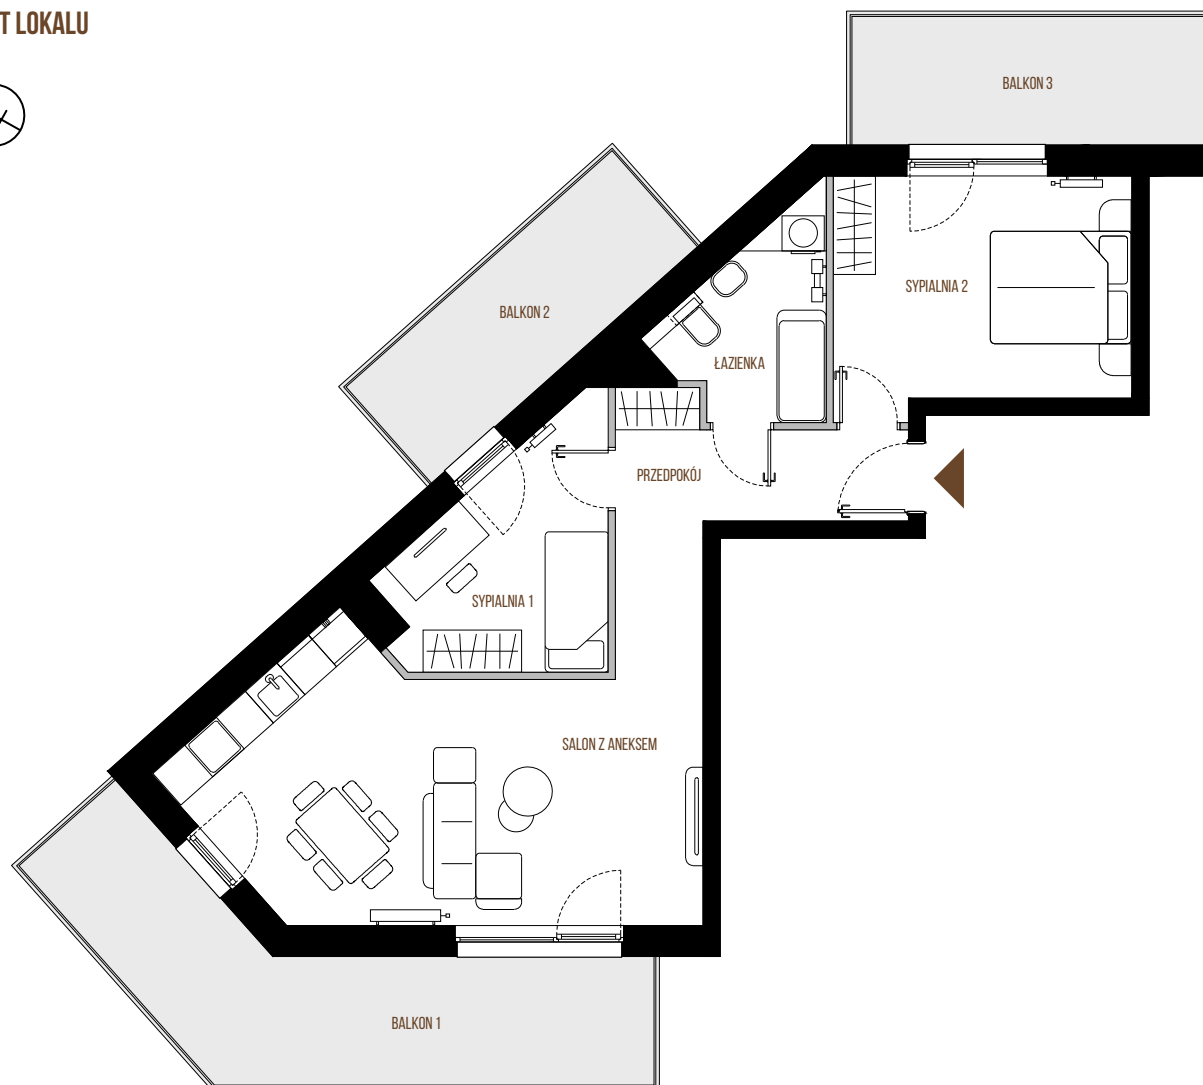 T LOKALU
BALKON 3
BALKON 2
SYPIALNIA 2
ŁAZIENKA
PRZEDPOKÓJ
SYPIALNIA 1
SALON Z ANEKSEM
BALKON 1